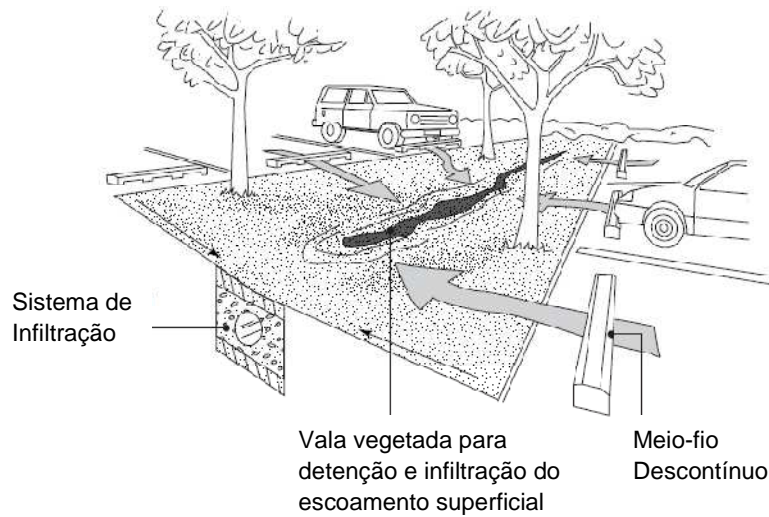 Sistema de
Infiltração
Vala vegetada para
detenção e infiltração do
escoamento superficial
Meio-fio
Descontínuo